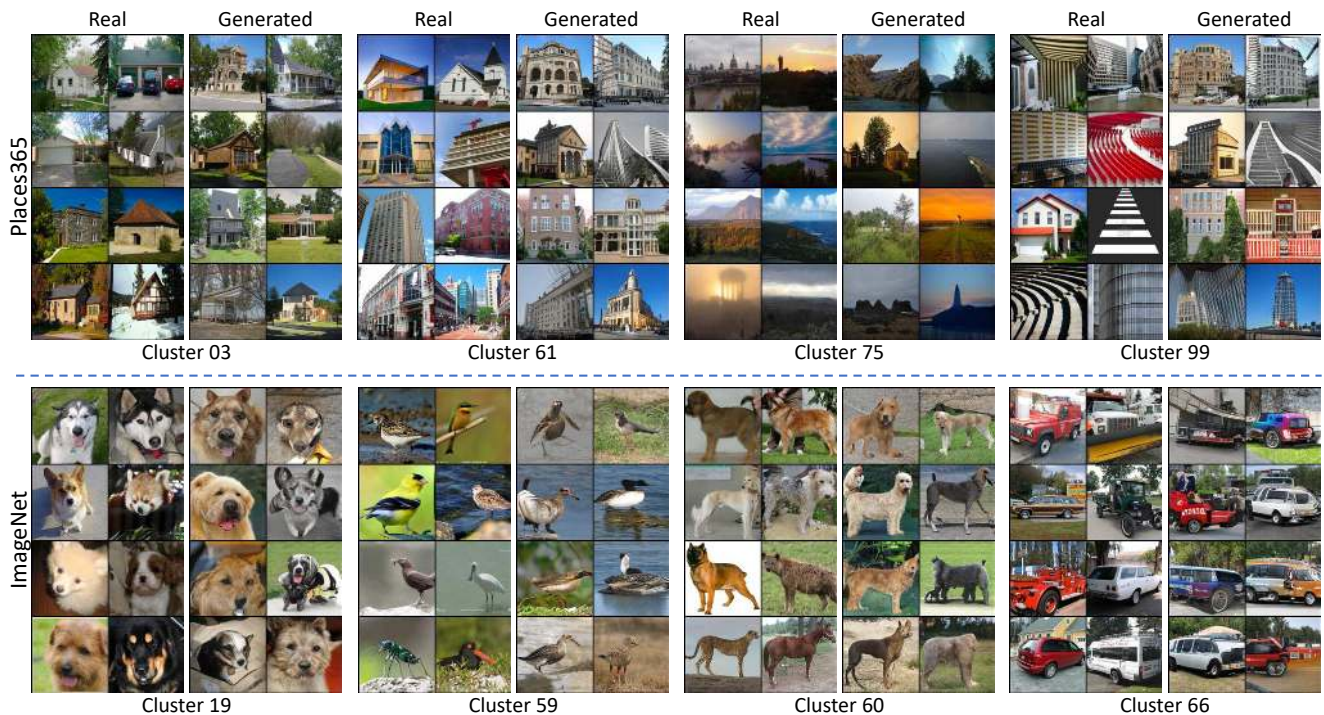 Real Generated Real Generated Real Generated Real Generated
Places365
Cluster 03 Cluster 61 Cluster 75 Cluster 99
ImageNet
Cluster 19 Cluster 59 Cluster 60 Cluster 66